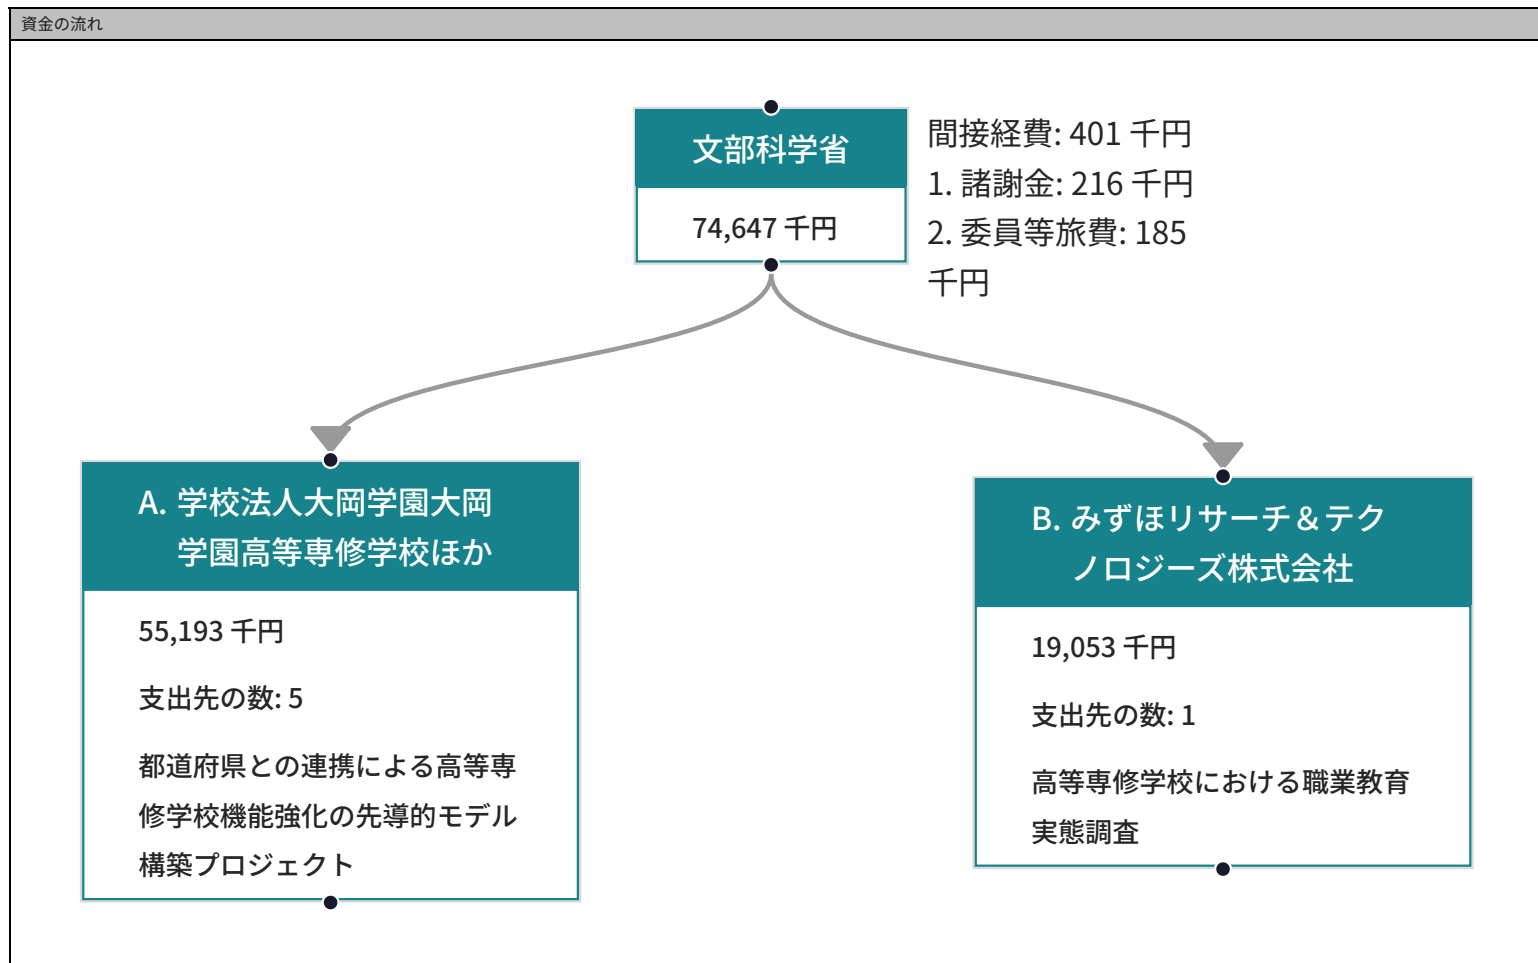 資金の流れ
文部科学省
74,647 千円
間接経費: 401 千円
1. 諸謝金: 216 千円
2. 委員等旅費: 185
千円
A. 学校法人大岡学園大岡
学園高等専修学校ほか
55,193 千円
支出先の数: 5
都道府県との連携による高等専
修学校機能強化の先導的モデル
構築プロジェクト
B. みずほリサーチ＆テク
ノロジーズ株式会社
19,053 千円
支出先の数: 1
高等専修学校における職業教育
実態調査